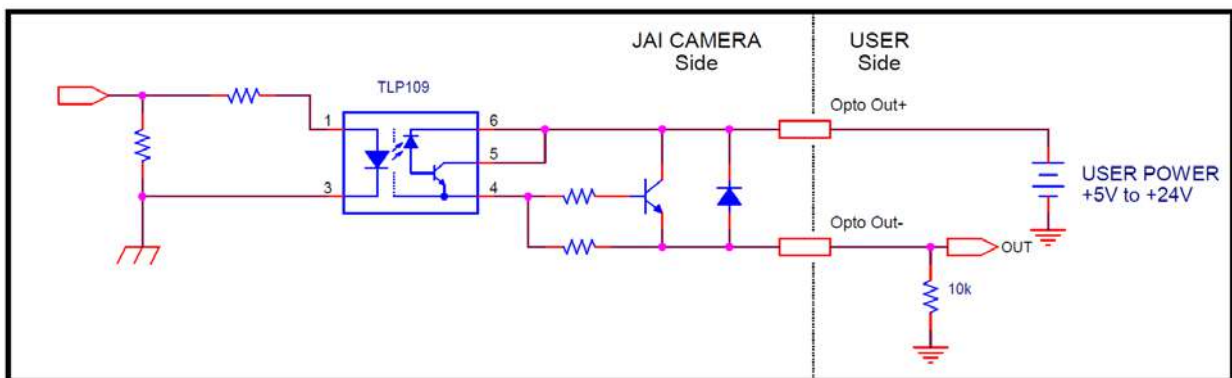 JAI CAMERA
Side
USER
Side
TLP109
Opto Out+
1
6
5
3
4
USER POWER
+5V to +24V
Opto Out-
OUT
10k